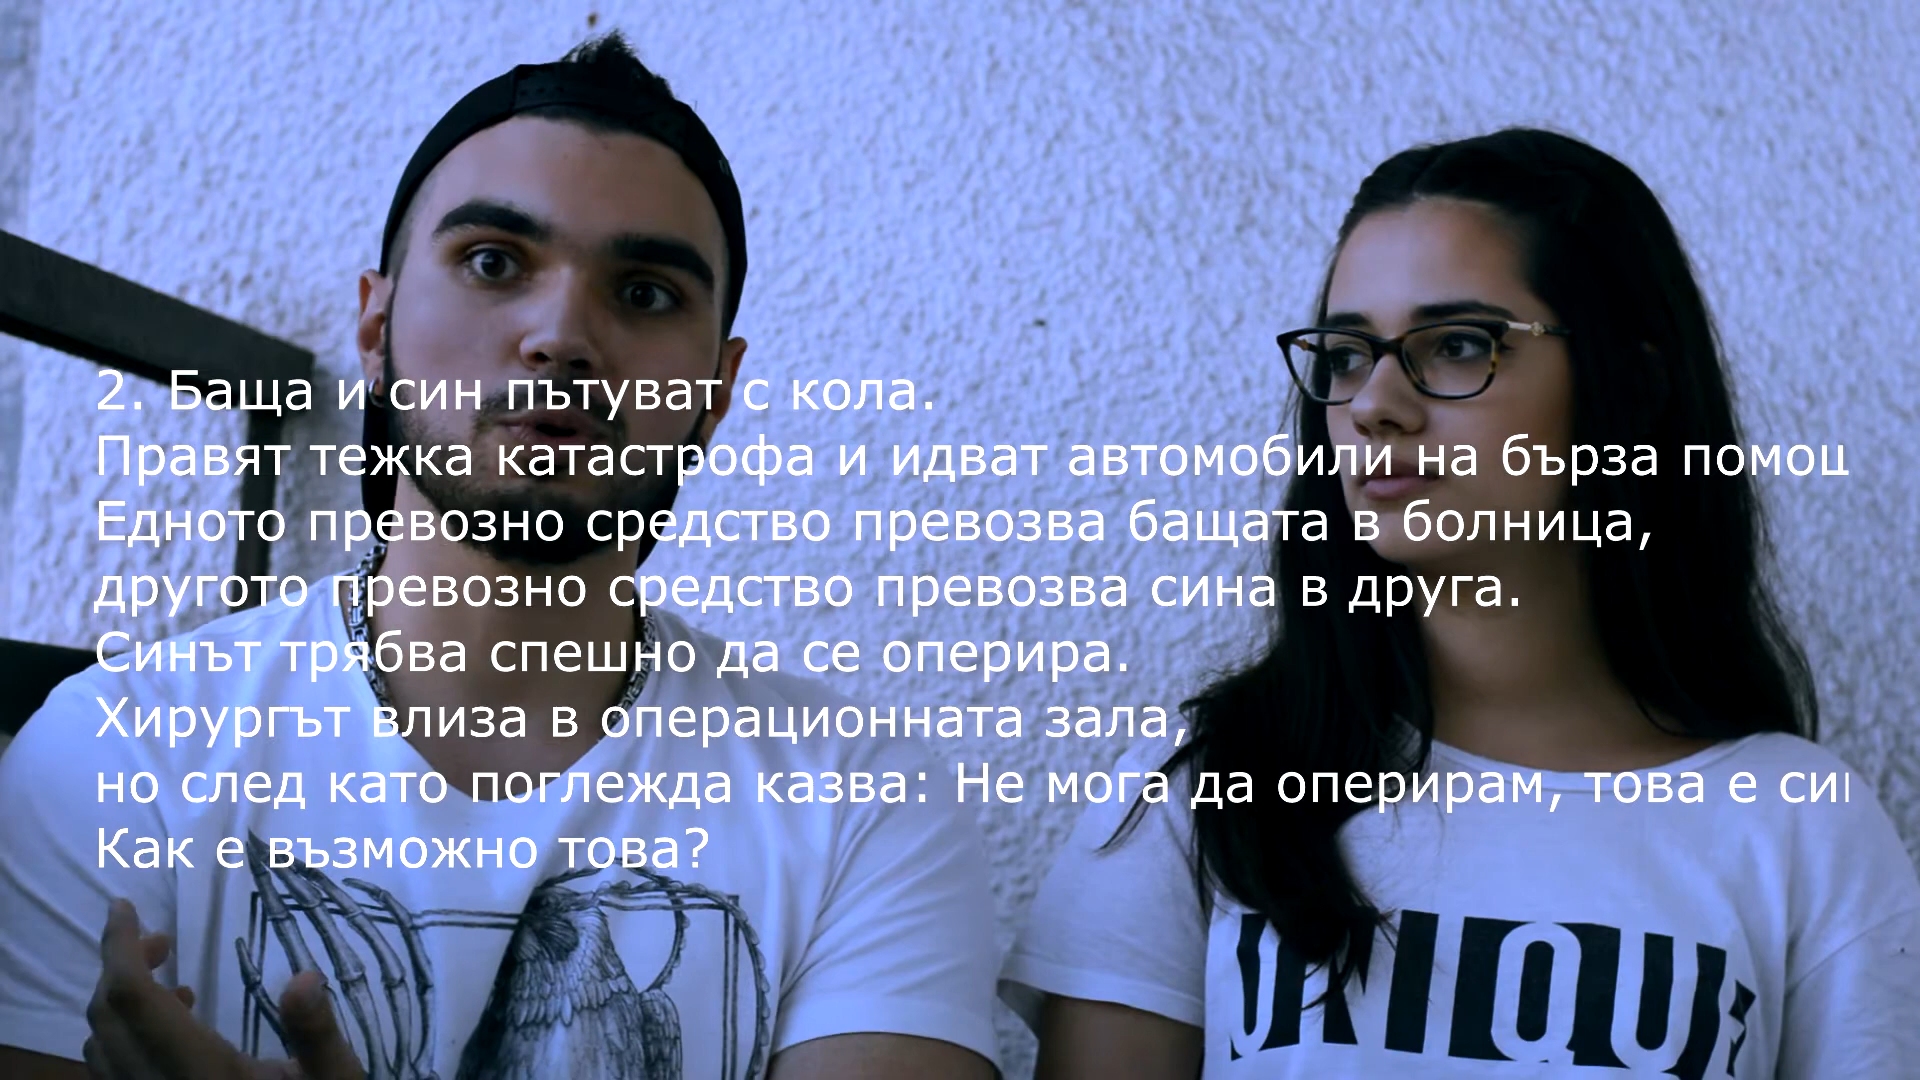 2. Баща и син пътуват с кола.
Правят тежка катастрофа и идват автомобили на бърза
Едното превозно средство превозва бащата в болница,
другото превозно средство превозва сина в друга.
Синът трябва спешно да се оперира.
Хирургът влиза в операционната зала,
но след като поглежда казва: Не мога да оперирам, това е
Как е възможно това?
UNIQUE